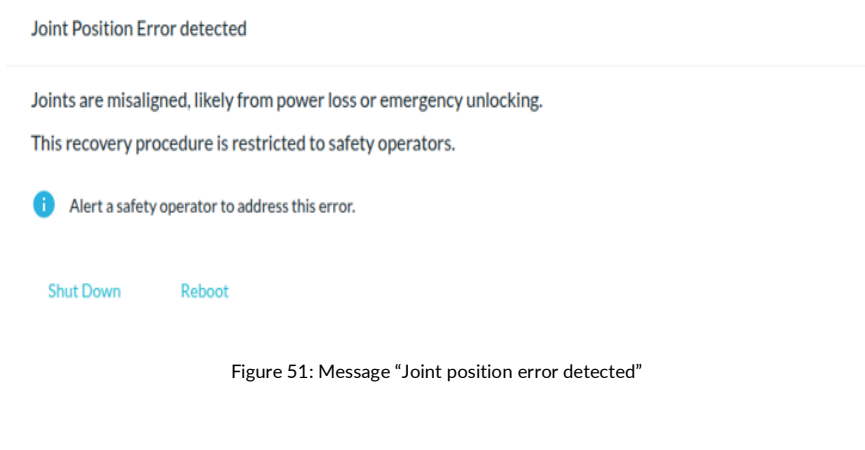 Joint Position Error detected
Joints are misaligned, likely from power loss or emergency unlocking.
This recovery procedure is restricted to safety operators.
i Alert a safety operator to address this error.
Shut Down Reboot
Figure 51: Message “Joint position error detected”